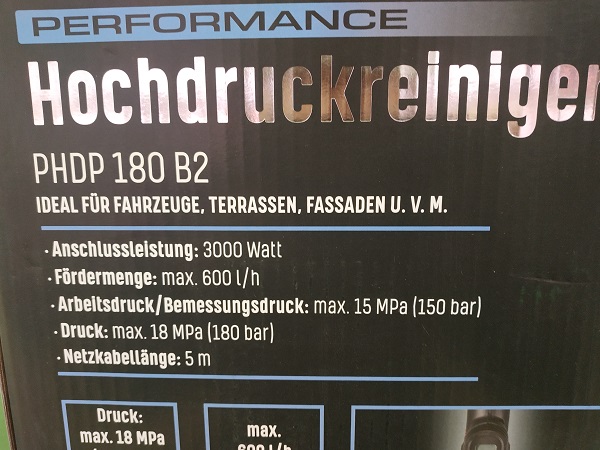 PERFORMANCE
Hochdruckreiniger
PHDP 180 B2
IDEAL FÜR FAHRZEUGE, TERRASSEN, FASSADEN U. V. M.
· Anschlussleistung: 3000 Watt
· Fördermenge: max. 600 l/h
· Arbeitsdruck/Bemessungsdruck: max. 15 MPa (150 bar)
· Druck: max. 18 MPa (180 bar)
· Netzkabellänge: 5 m
Druck:
max. 18 MPa
max.
600 l/h